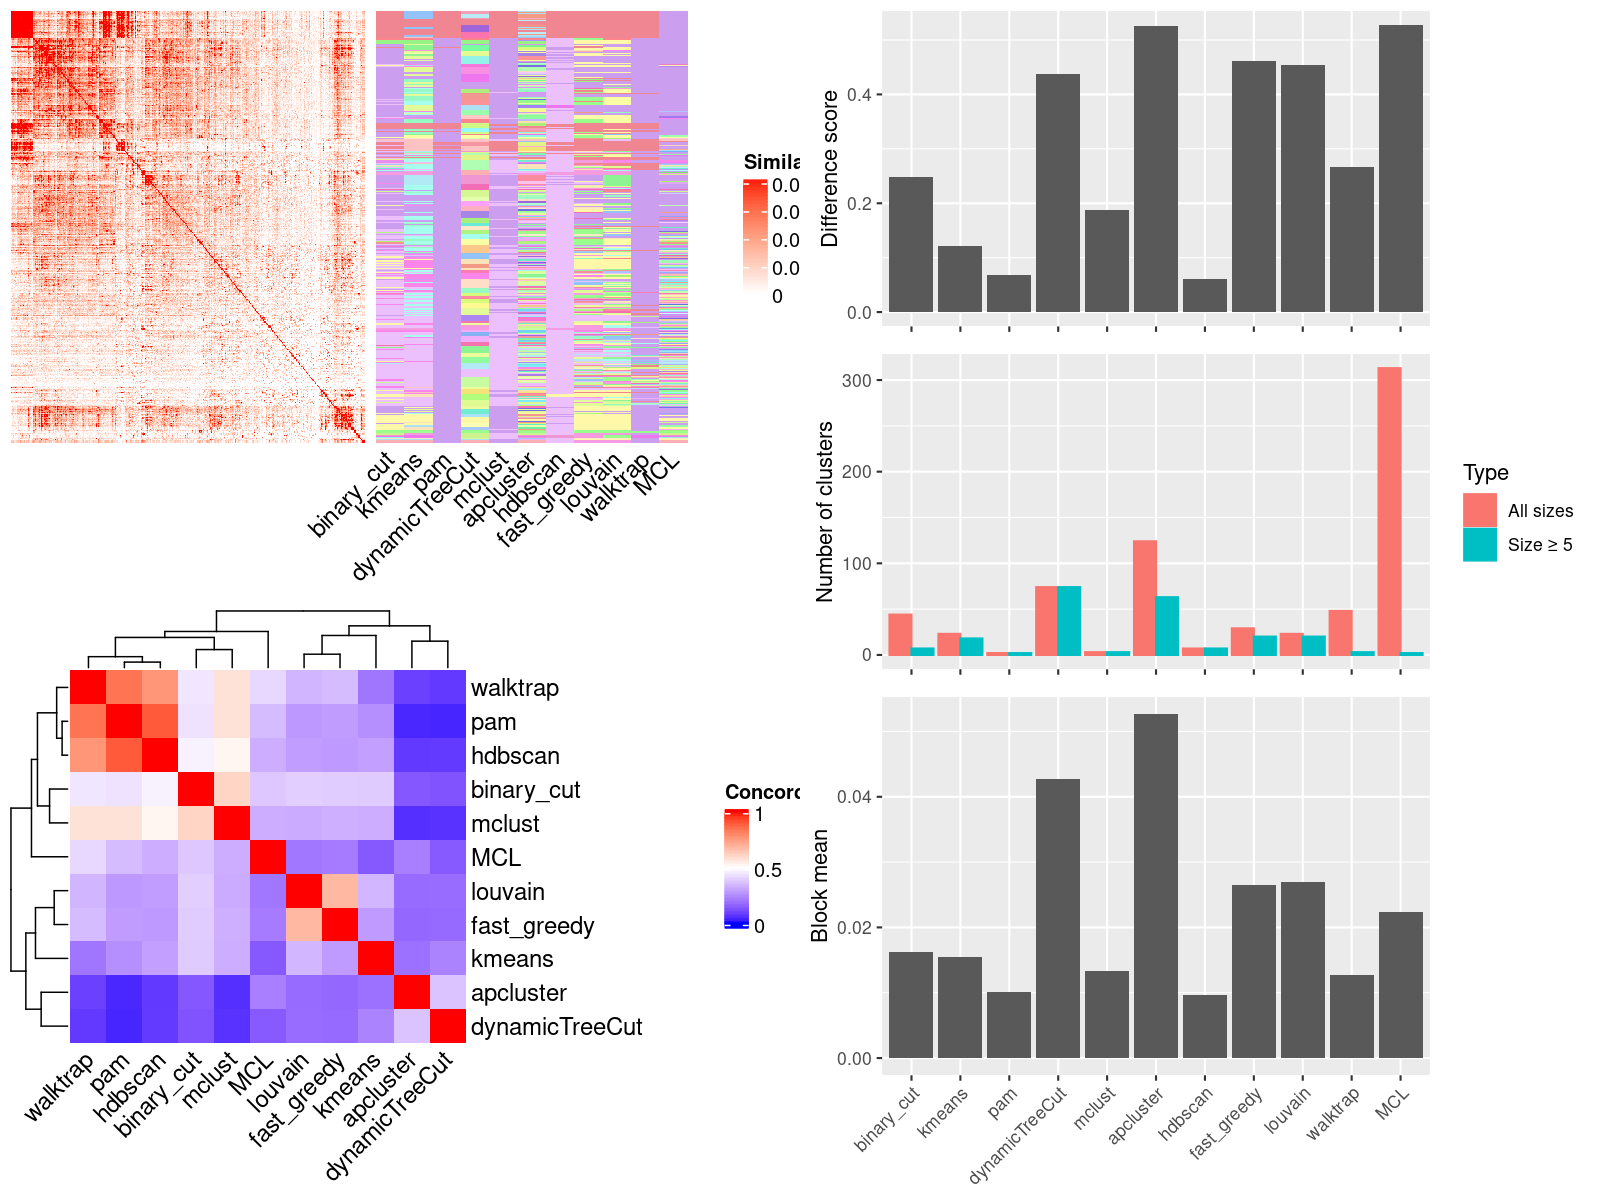 Simila
0.0
0.0
0.0
0.0
0
binary_cut
kmeans
pam
dynamicTreeCut
mclust
apcluster
hdbscan
fast_greedy
louvain
walktrap
MCL
walktrap
pam
hdbscan
binary_cut
mclust
MCL
louvain
fast_greedy
kmeans
apcluster
dynamicTreeCut
walktrap
pam
hdbscan
binary_cut
mclust
MCL
louvain
fast_greedy
kmeans
apcluster
dynamicTreeCut
Concord
1
0.5
0
Difference score
0.4
0.2
0.0
Number of clusters
300
200
100
0
Type
All sizes
Size ≥ 5
Block mean
0.04
0.02
0.00
binary_cut
kmeans
pam
dynamicTreeCut
mclust
apcluster
hdbscan
fast_greedy
louvain
walktrap
MCL